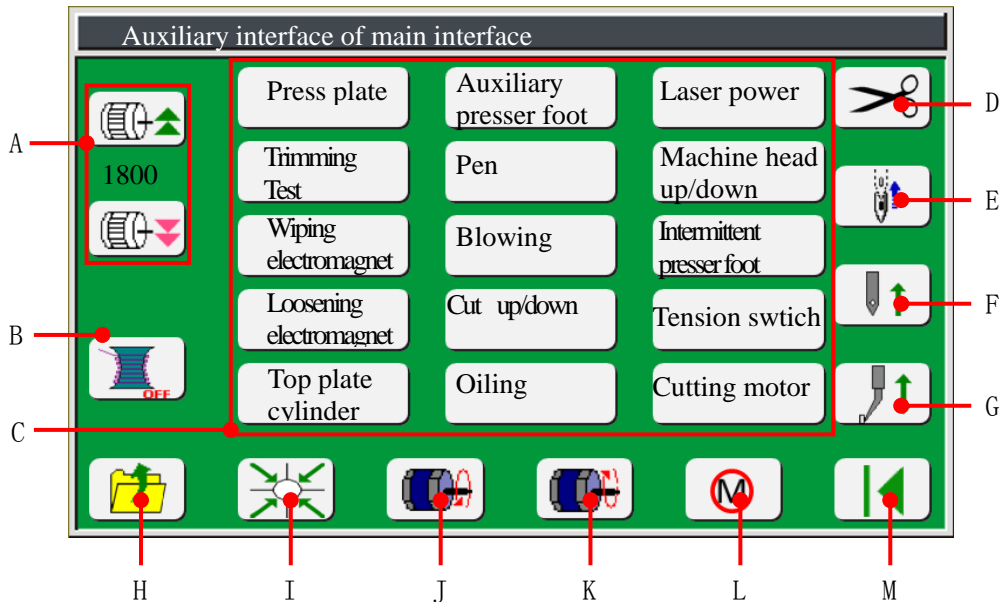 Auxiliary interface of main interface
A
1800
B
C
Press plate
Auxiliary
presser foot
Laser power
Trimming
Test
Pen
Machine head
up/down
Wiping
electromagnet
Blowing
Intermittent
presser foot
Loosening
electromagnet
Cut up/down
Tension swtich
Top plate
cylinder
Oiling
Cutting motor
OFF
M
D
E
F
G
H
I
J
K
L
M